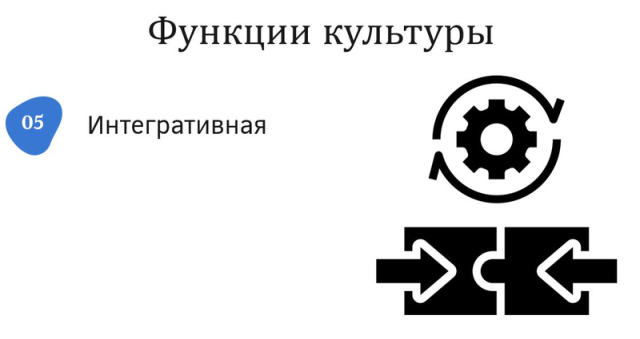 Функции культуры
05
Интегративная